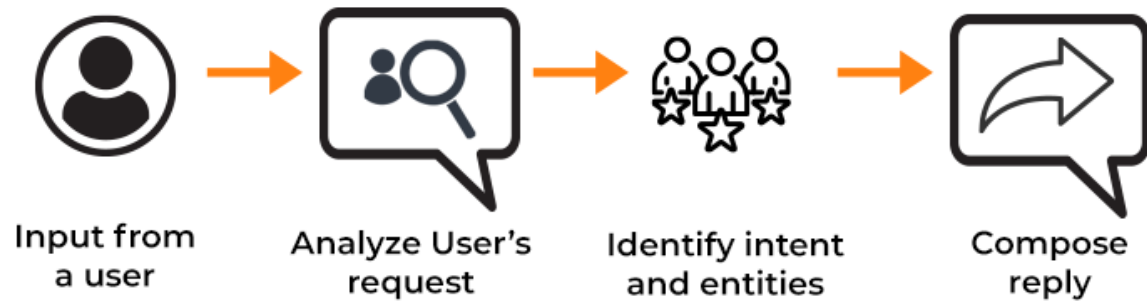 Input from
a user
Analyze User's
request
Identify intent
and entities
Compose
reply